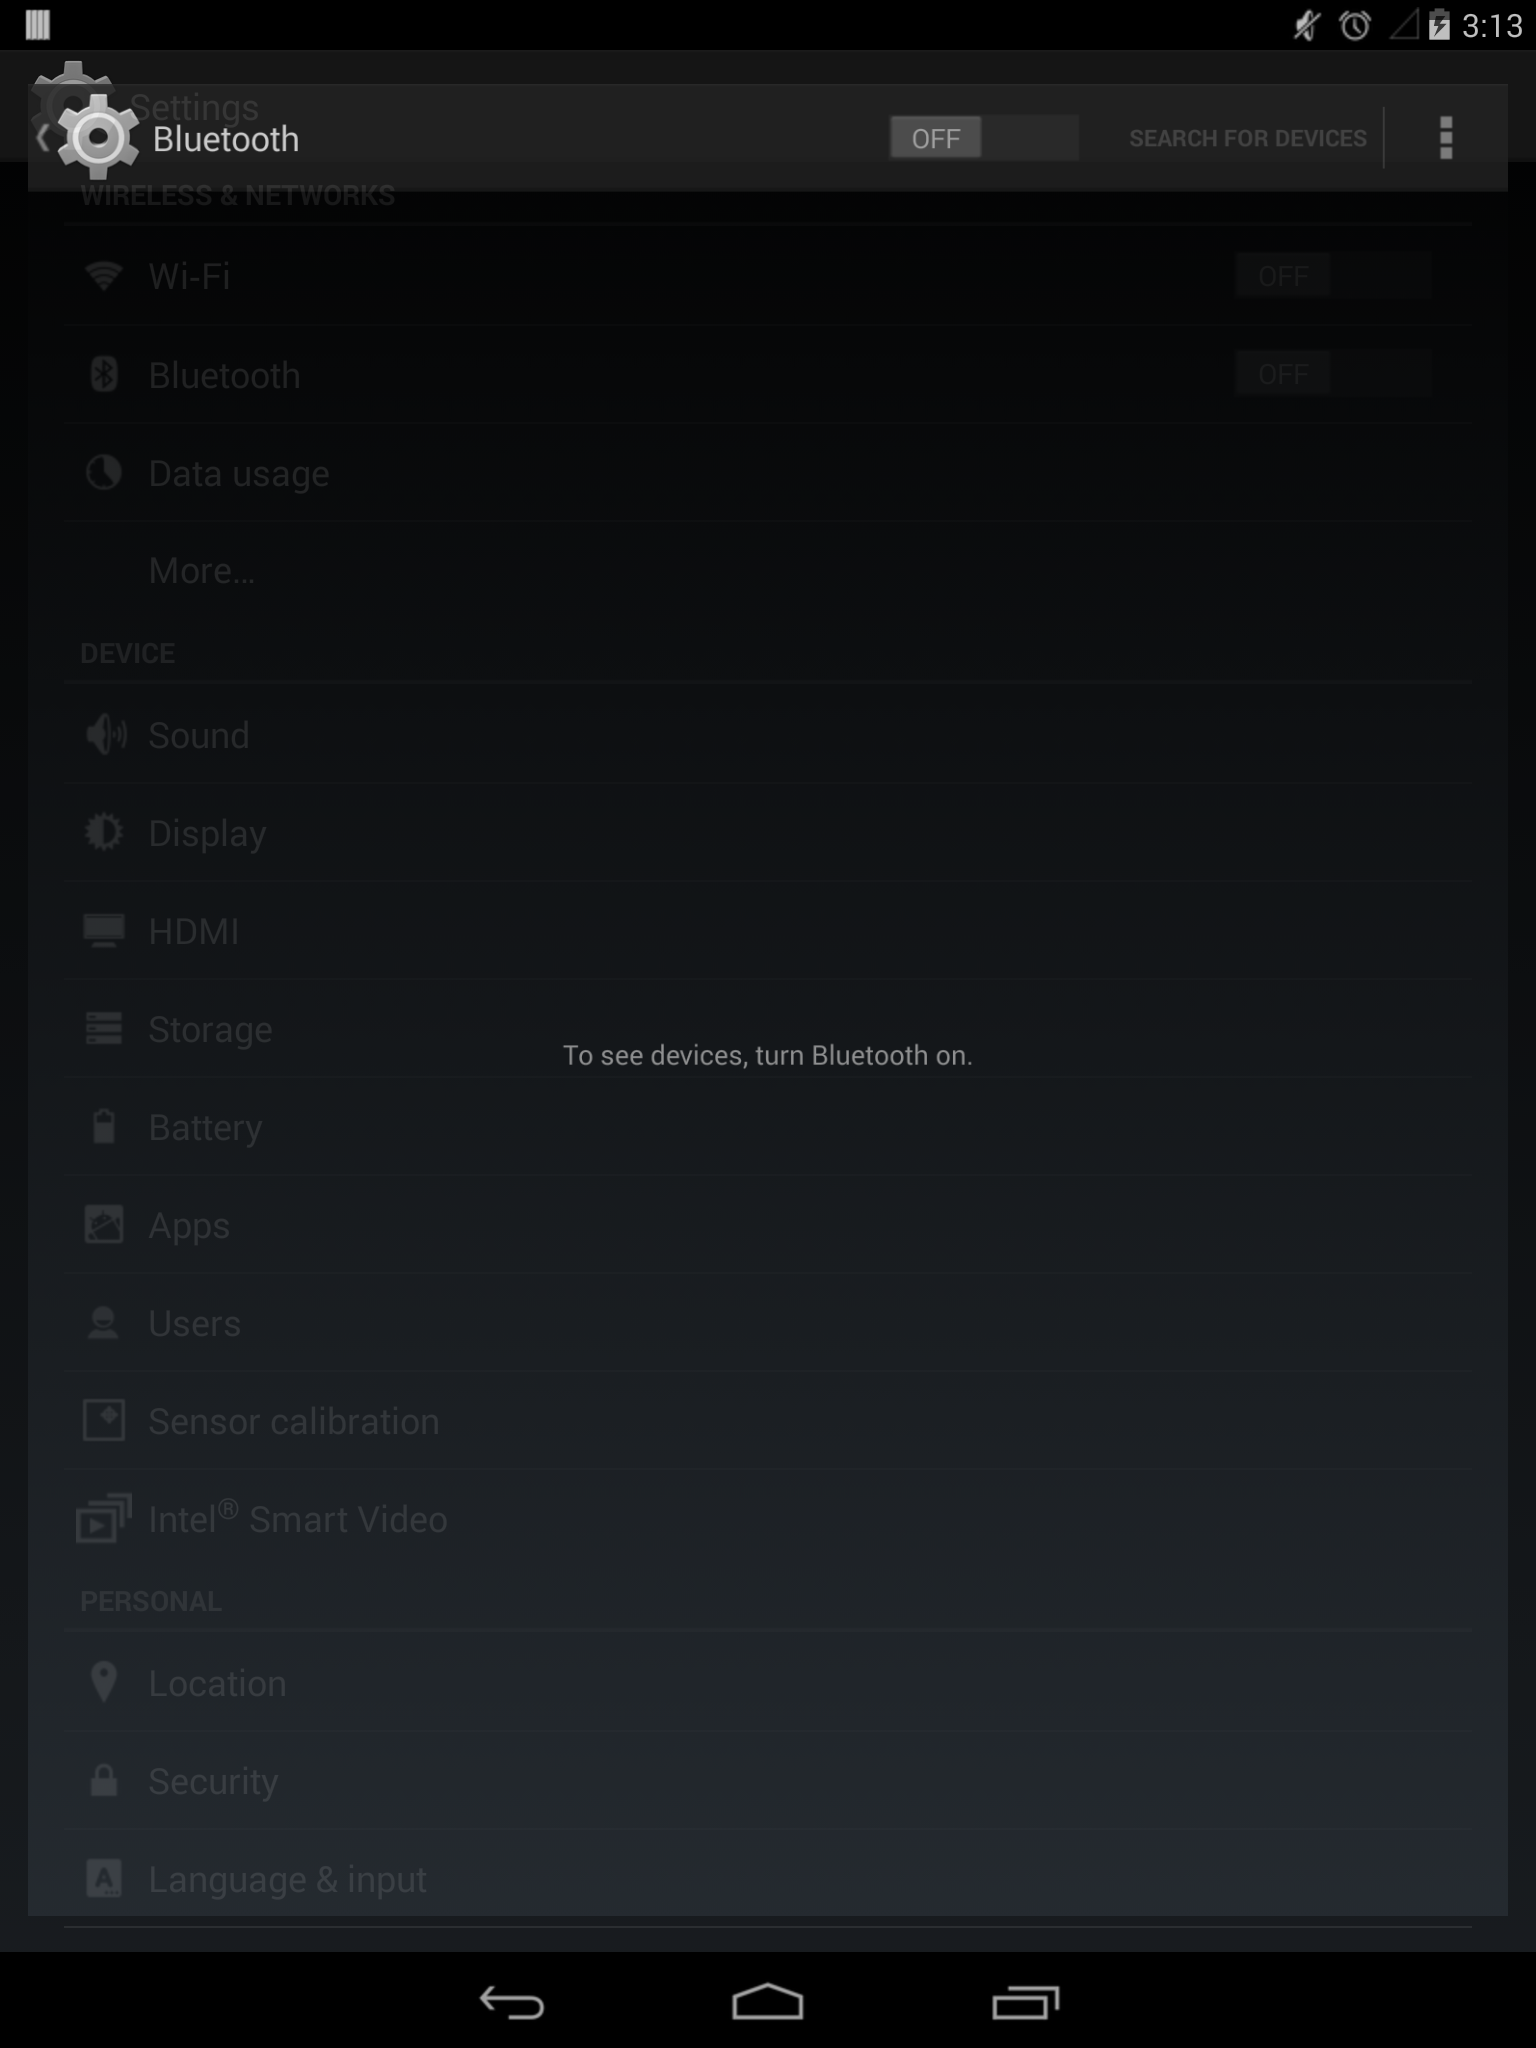 3:13
Settings
Bluetooth OFF SEARCH FOR DEVICES
WIRELESS & NETWORKS
Wi-Fi OFF
Bluetooth OFF
Data usage
More...
DEVICE
Sound
Display
HDMI
Storage
To see devices, turn Bluetooth on.
Battery
Apps
Users
Sensor calibration
Intel® Smart Video
PERSONAL
Location
Security
Language & input